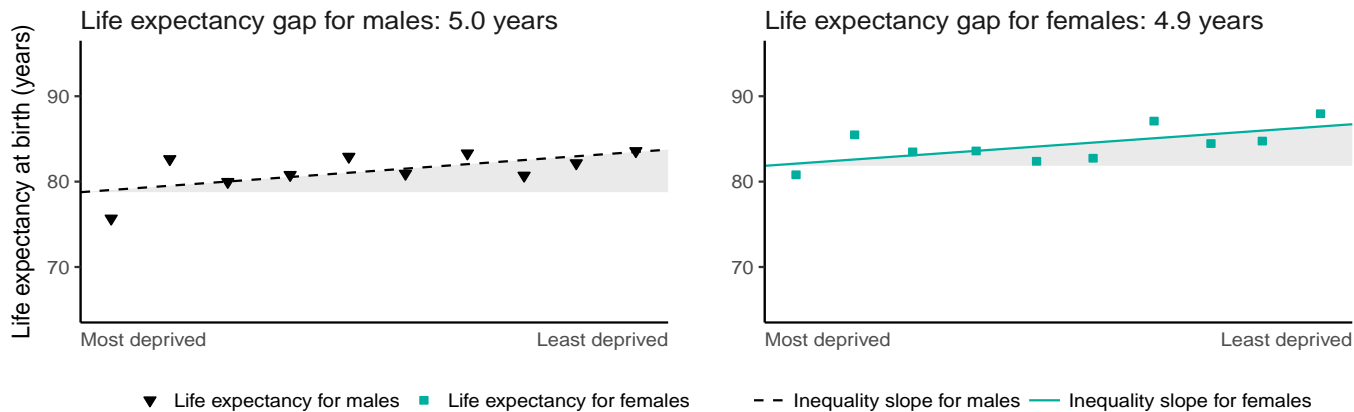 Life expectancy gap for males: 5.0 years
Life expectancy at birth (years)
90
80
70
Most deprived
Least deprived
Life expectancy gap for females: 4.9 years
90
80
70
Most deprived
Least deprived
Life expectancy for males
Life expectancy for females
Inequality slope for males
Inequality slope for females